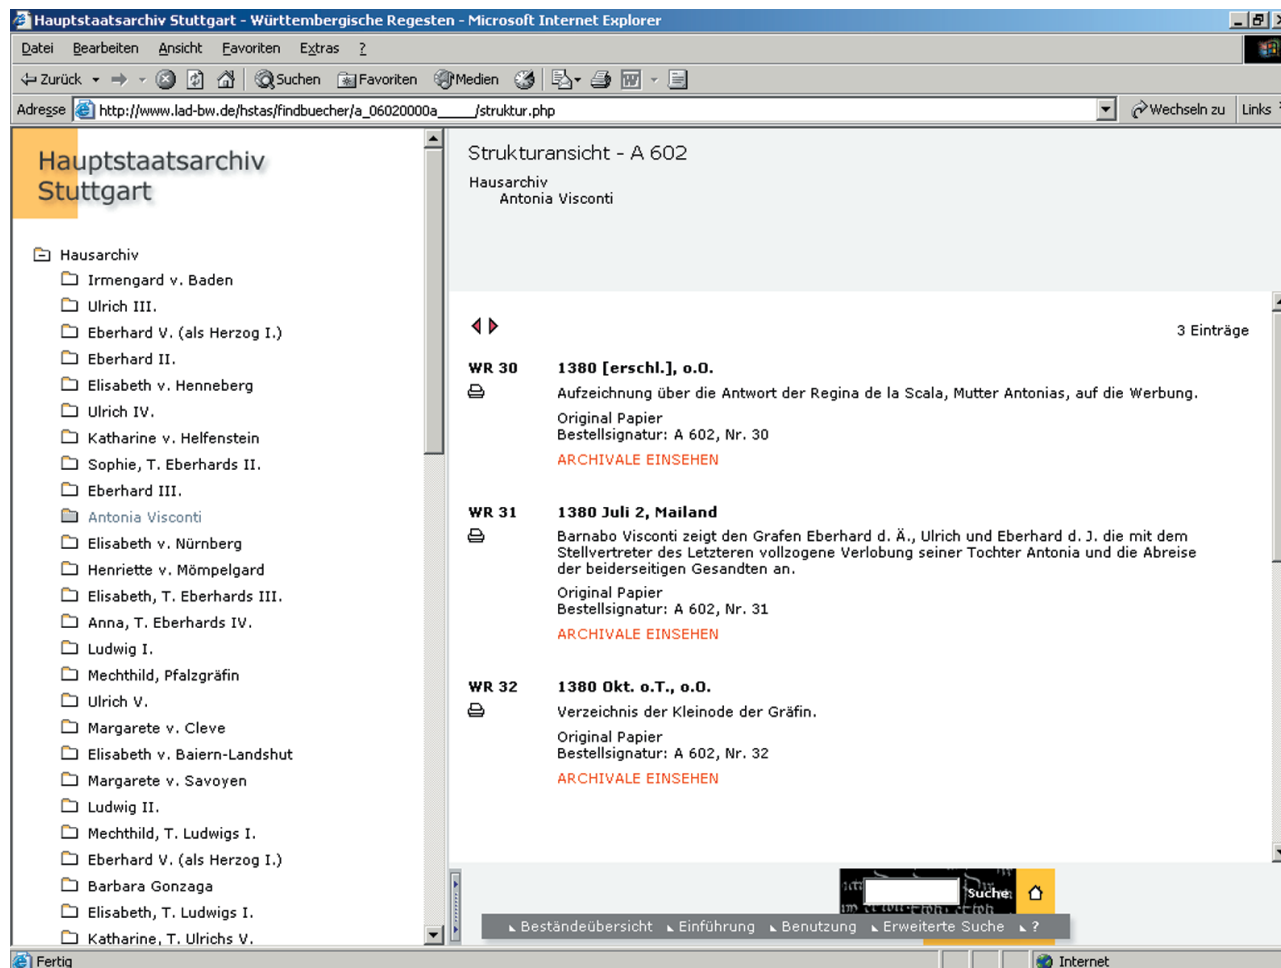 Hauptstaatsarchiv Stuttgart - Württembergische Regesten - Microsoft Internet Explorer
Datei Bearbeiten Ansicht Favoriten Extras ?
Zurück Suchen Favoriten Medien
Adresse http://www.lad-bw.de/hstas/findbuecher/a_06020000a_____/struktur.php Wechseln zu Links
Hauptstaatsarchiv
Stuttgart
Hausarchiv
Irmengard v. Baden
Ulrich III.
Eberhard V. (als Herzog I.)
Eberhard II.
Elisabeth v. Henneberg
Ulrich IV.
Katharine v. Helfenstein
Sophie, T. Eberhards II.
Eberhard III.
Antonia Visconti
Elisabeth v. Nürnberg
Henriette v. Mömpelgard
Elisabeth, T. Eberhards III.
Anna, T. Eberhards IV.
Ludwig I.
Mechthild, Pfalzgräfin
Ulrich V.
Margarete v. Cleve
Elisabeth v. Baiern-Landshut
Margarete v. Savoyen
Ludwig II.
Mechthild, T. Ludwigs I.
Eberhard V. (als Herzog I.)
Barbara Gonzaga
Elisabeth, T. Ludwigs I.
Katharine, T. Ulrichs V.
Strukturansicht - A 602
Hausarchiv
Antonia Visconti
3 Einträge
WR 30 1380 [erschl.], o.O.
Aufzeichnung über die Antwort der Regina de la Scala, Mutter Antonias, auf die Werbung.
Original Papier
Bestellsignatur: A 602, Nr. 30
ARCHIVALE EINSEHEN
WR 31 1380 Juli 2, Mailand
Barnabo Visconti zeigt den Grafen Eberhard d. Ä., Ulrich und Eberhard d. J. die mit dem
Stellvertreter des Letzteren vollzogene Verlobung seiner Tochter Antonia und die Abreise
der beiderseitigen Gesandten an.
Original Papier
Bestellsignatur: A 602, Nr. 31
ARCHIVALE EINSEHEN
WR 32 1380 Okt. o.T., o.O.
Verzeichnis der Kleinode der Gräfin.
Original Papier
Bestellsignatur: A 602, Nr. 32
ARCHIVALE EINSEHEN
Suche
Beständeübersicht Einführung Benutzung Erweiterte Suche ?
Fertig Internet